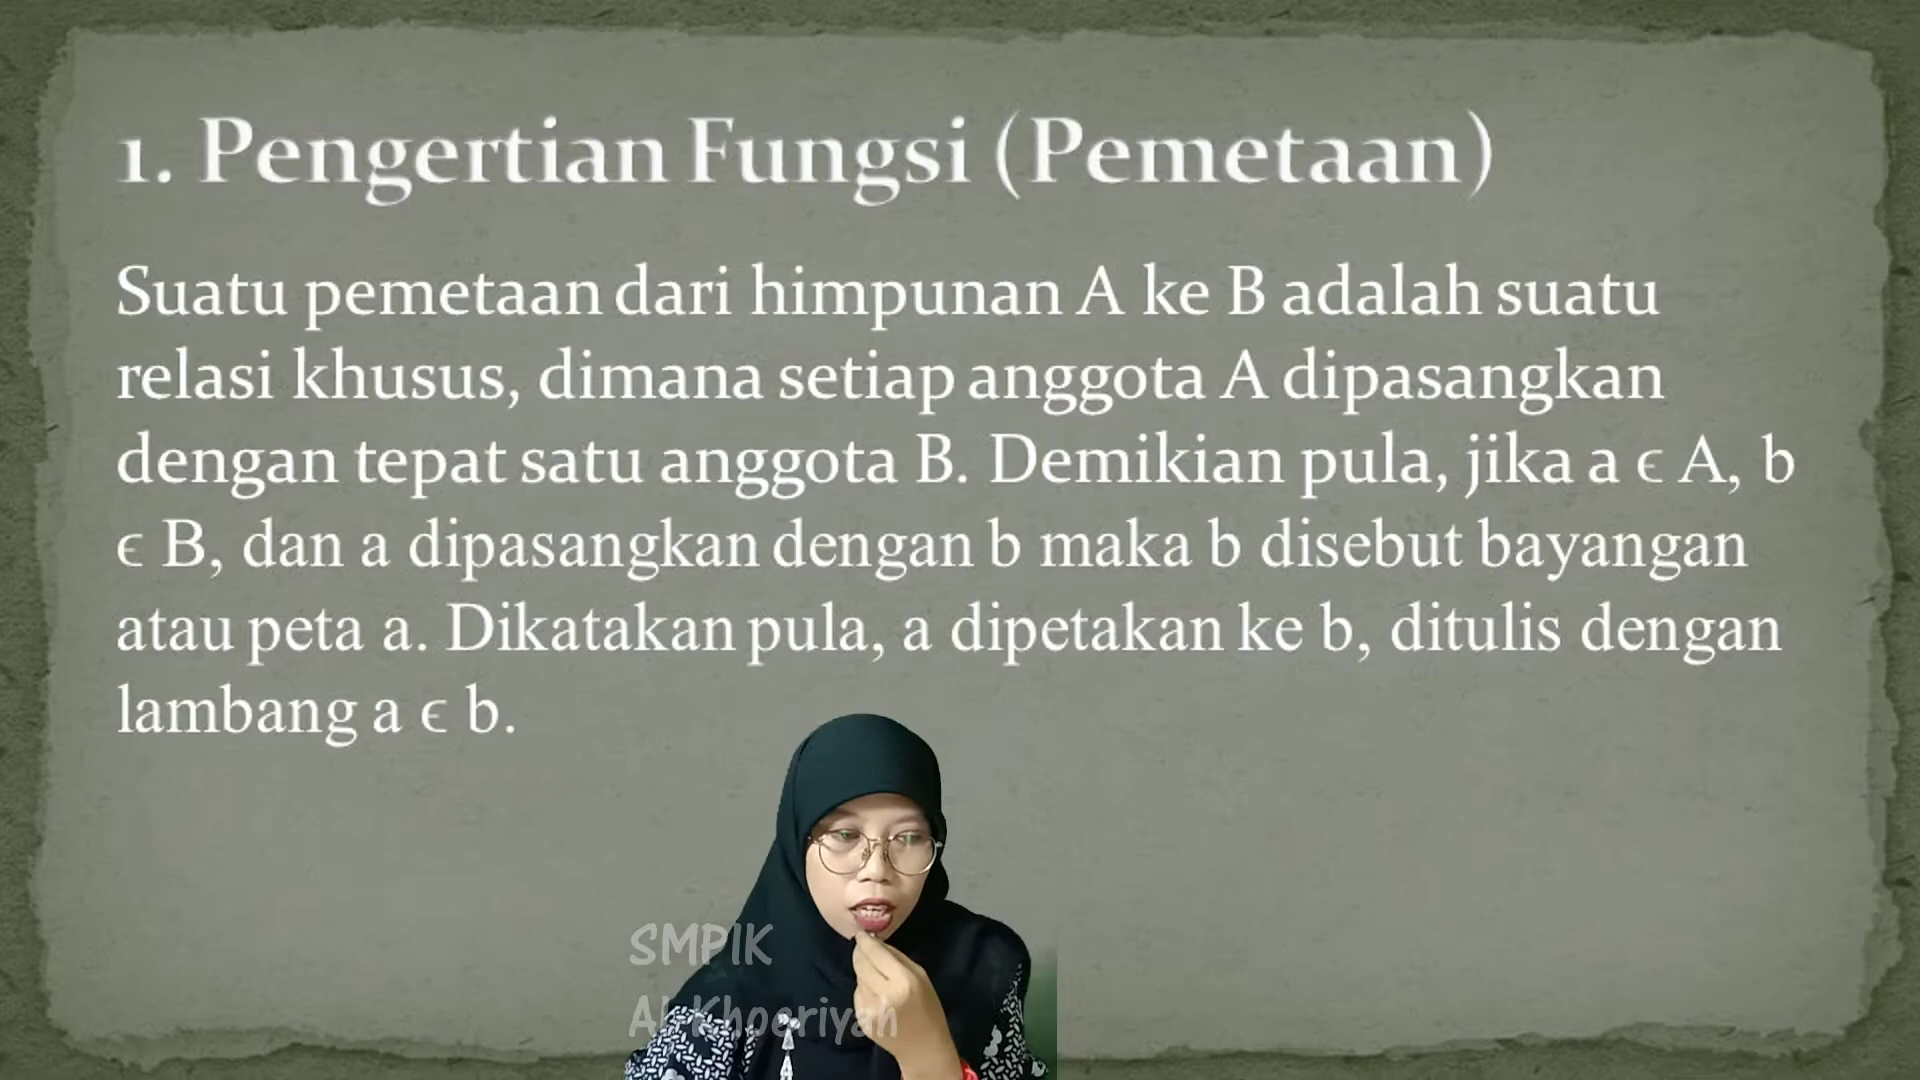 1. Pengertian Fungsi (Pemetaan)
Suatu pemetaan dari himpunan A ke B adalah suatu
relasi khusus, dimana setiap anggota A dipasangkan
dengan tepat satu anggota B. Demikian pula, jika a ϵ A, b
ϵ B, dan a dipasangkan dengan b maka b disebut bayangan
atau peta a. Dikatakan pula, a dipetakan ke b, ditulis dengan
lambang a ϵ b.
SMPIK
Al-Khoeriyah